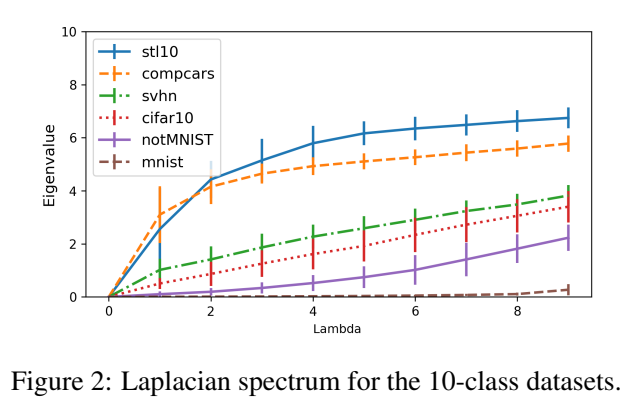 10
8
6
4
2
0
Eigenvalue
stl10
compcars
svhn
cifar10
notMNIST
mnist
0 2 4 6 8
Lambda
Figure 2: Laplacian spectrum for the 10-class datasets.